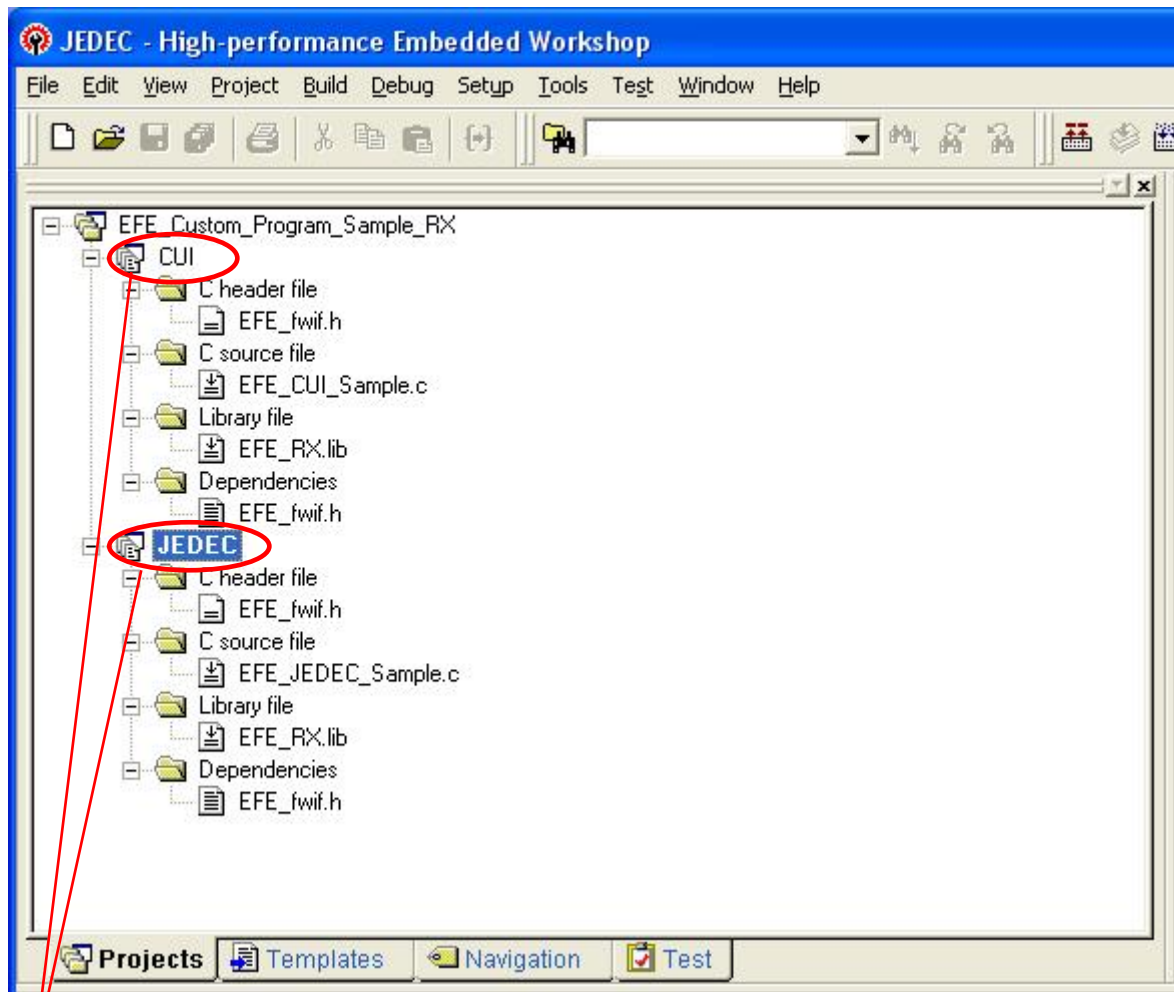 JEDEC - High-performance Embedded Workshop
File Edit View Project Build Debug Setup Tools Test Window Help
EFE_Custom_Program_Sample_RX
CUI
C header file
EFE_fwif.h
C source file
EFE_CUI_Sample.c
Library file
EFE_RX.lib
Dependencies
EFE_fwif.h
JEDEC
C header file
EFE_fwif.h
C source file
EFE_JEDEC_Sample.c
Library file
EFE_RX.lib
Dependencies
EFE_fwif.h
Projects Templates Navigation Test